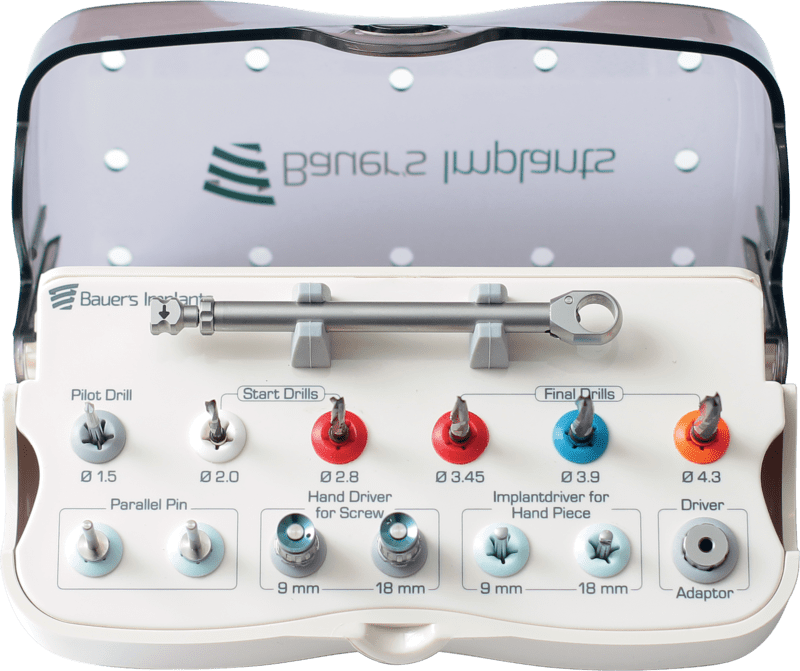 Bauer's Implants
Bauer's Implants
Pilot Drill
Start Drills
Final Drills
Ø 1.5
Ø 2.0
Ø 2.8
Ø 3.45
Ø 3.9
Ø 4.3
Parallel Pin
Hand Driver
for Screw
Implantdriver for
Hand Piece
Driver
9 mm
18 mm
9 mm
18 mm
Adaptor